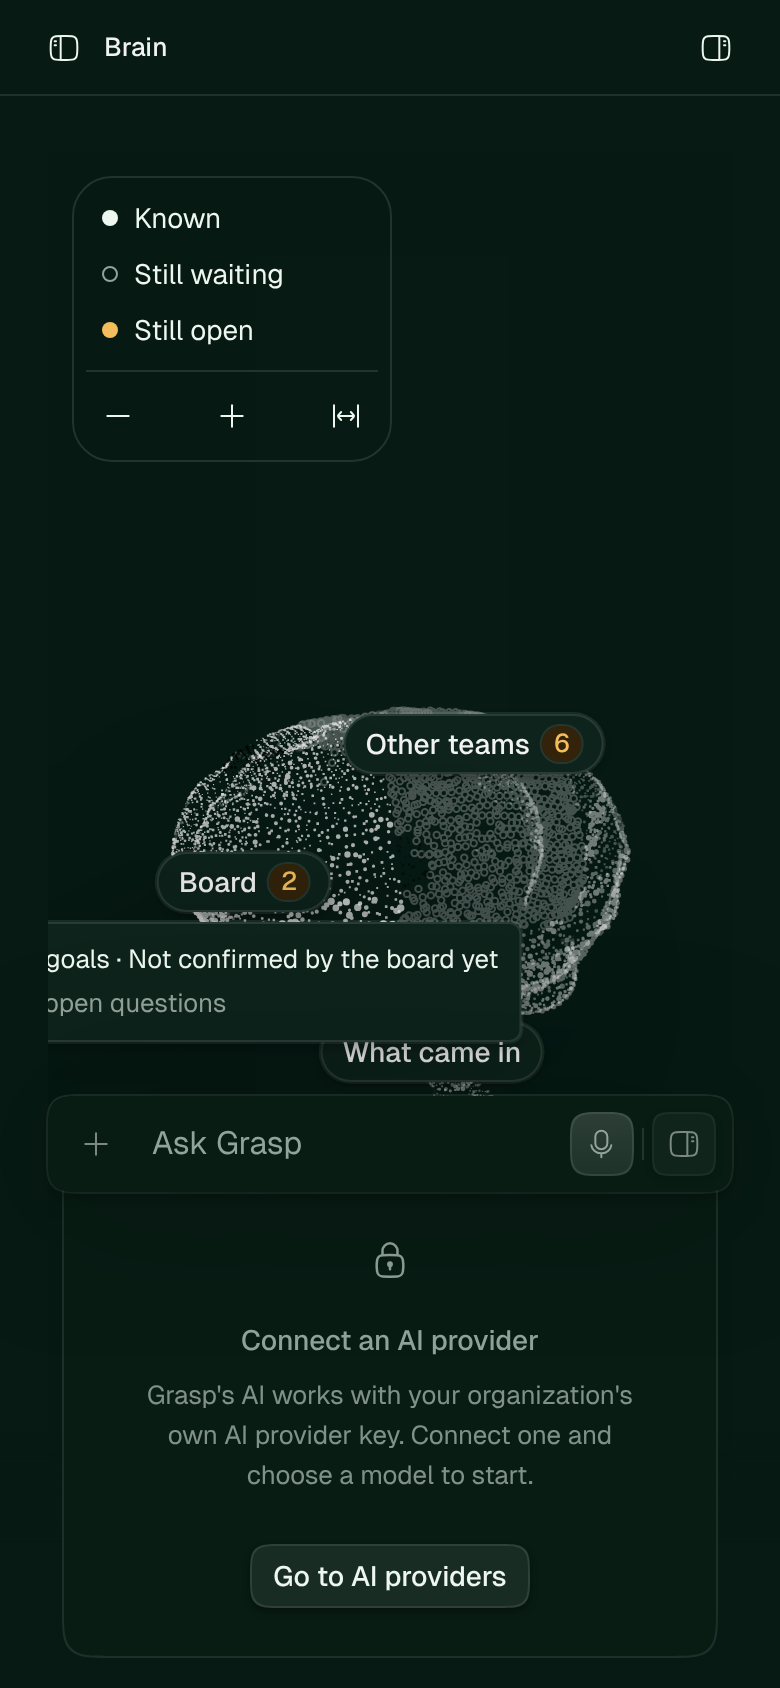 Brain
Known
Still waiting
Still open
Other teams 6
Board 2
goals · Not confirmed by the board yet
open questions
What came in
Ask Grasp
Connect an AI provider
Grasp's AI works with your organization's
own AI provider key. Connect one and
choose a model to start.
Go to AI providers